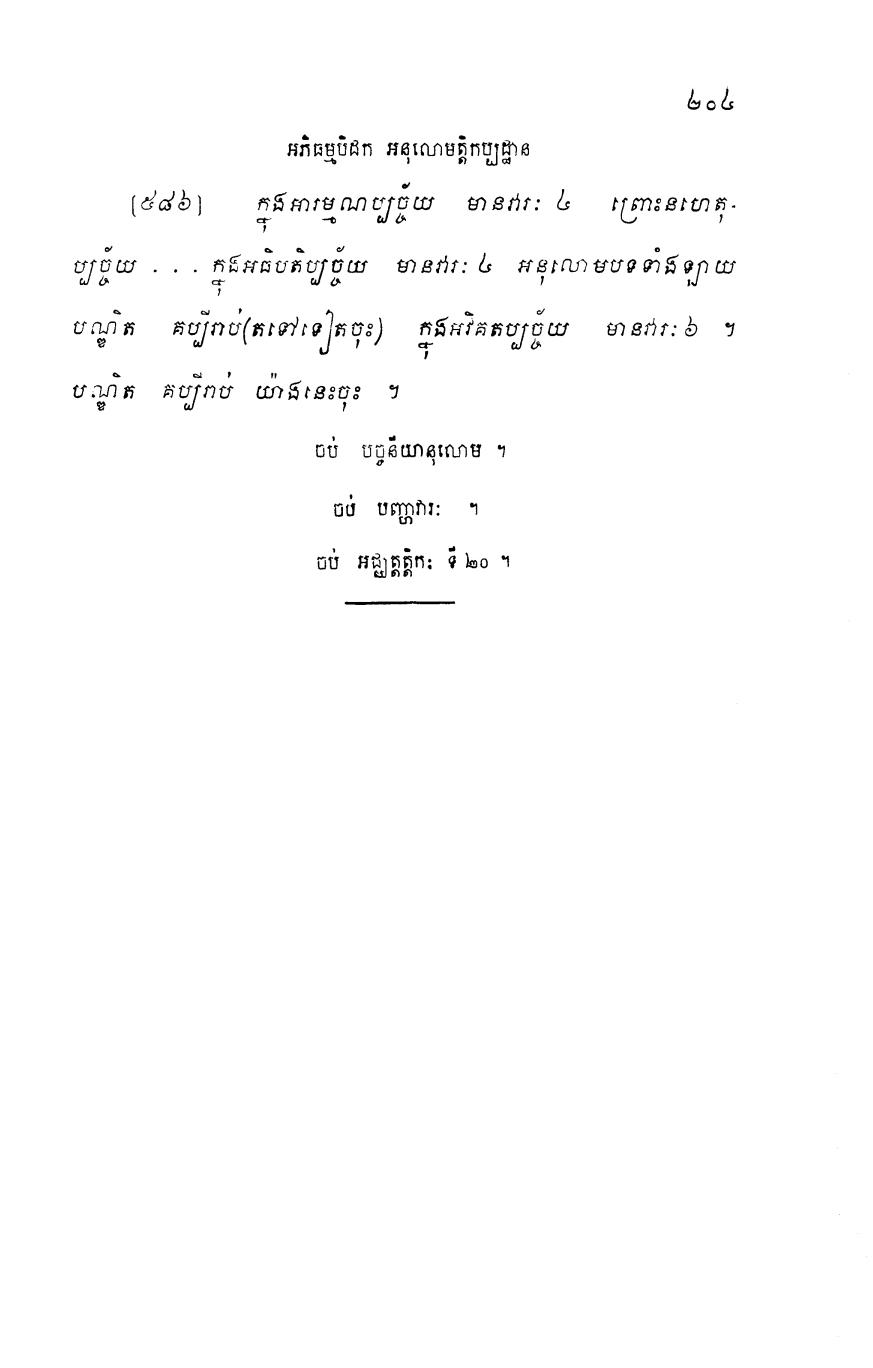 ២០៤
អភិធម្មបិដក អនុលោមត្តិកប្បដ្ឋាន
[៥៨៦] ក្នុងអារម្មណប្បច្ច័យ មានវារៈ ៤ ព្រោះនហេតុ-
ប្បច្ច័យ . . . ក្នុងអធិបតិប្បច្ច័យ មានវារៈ ៤ អនុលោមបទទាំងឡាយ
បណ្ឌិត គប្បីរាប់(តទៅទៀតចុះ) ក្នុងអវិគតប្បច្ច័យ មានវារៈ ៦ ។
បណ្ឌិត គប្បីរាប់ យ៉ាងនេះចុះ ។
ចប់ បច្ចនីយានុលោម ។
ចប់ បញ្ហាវារៈ ។
ចប់ អជ្ឈត្តត្តិកៈ ទី ២០ ។